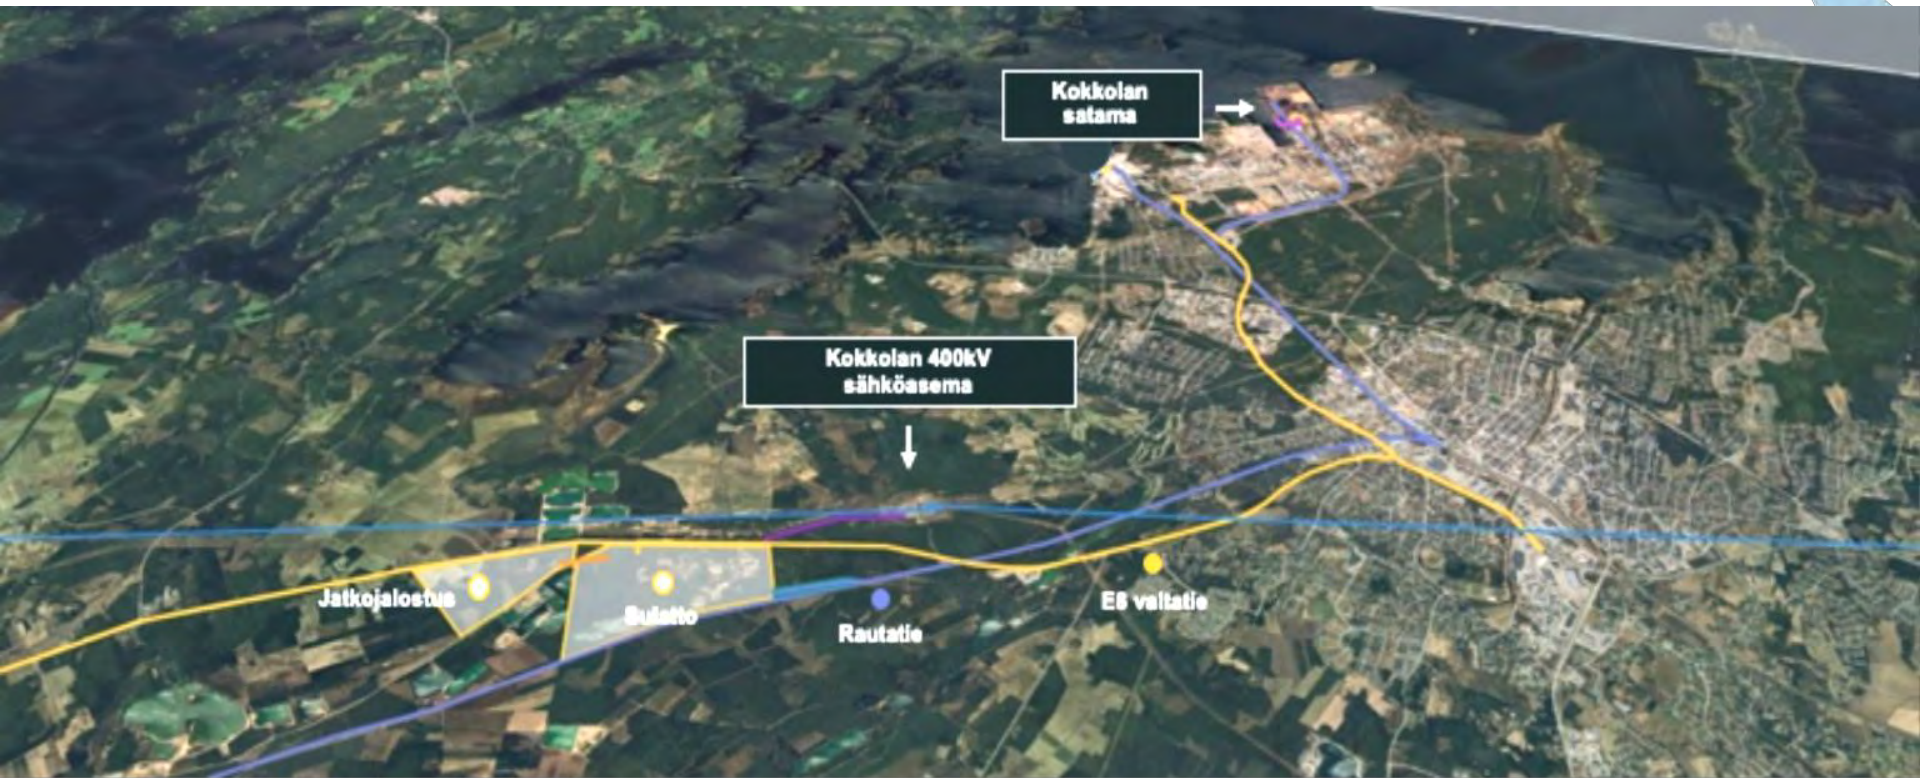 Kokkolan
satama
Kokkolan 400kV
sähköasema
Jatkojalostus
Sulatto
Rautatie
E8 valtatie